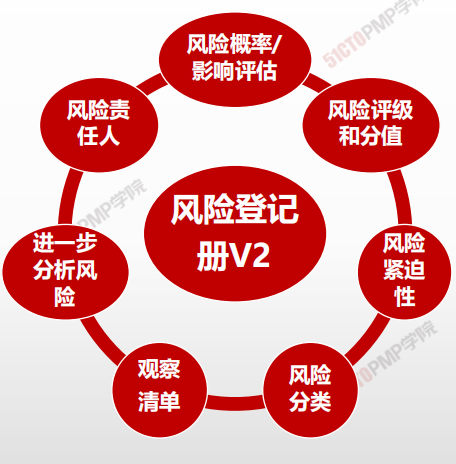 风险概率/
影响评估
风险责
任人
风险评级
和分值
风险登记
册V2
进一步
分析风
险
风险
紧迫
性
观察
清单
风险
分类
51CTOPMP学院
PMP学院
TOPMP学院